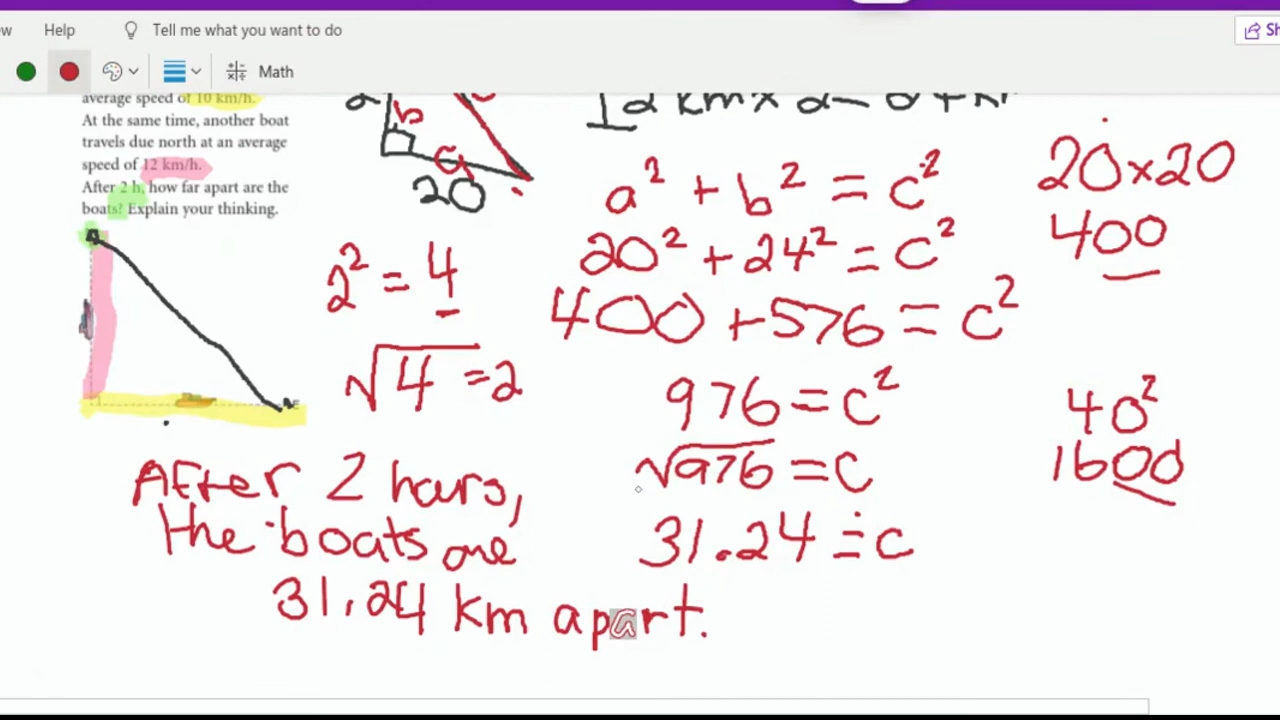 Help
Tell me what you want to do
Math
average speed of 10 km/h.
At the same time, another boat
travels due north at an average
speed of 12 km/h.
After 2 h, how far apart are the
boats? Explain your thinking.
b
a
20
a² + b² = c²
20² + 24² = c²
400 + 576 = c²
976 = c²
√976 = c
31.24 ≐ c
20×20
400
40²
1600
2² = 4
√4 = 2
After 2 hours,
the boats are
31.24 km apart.